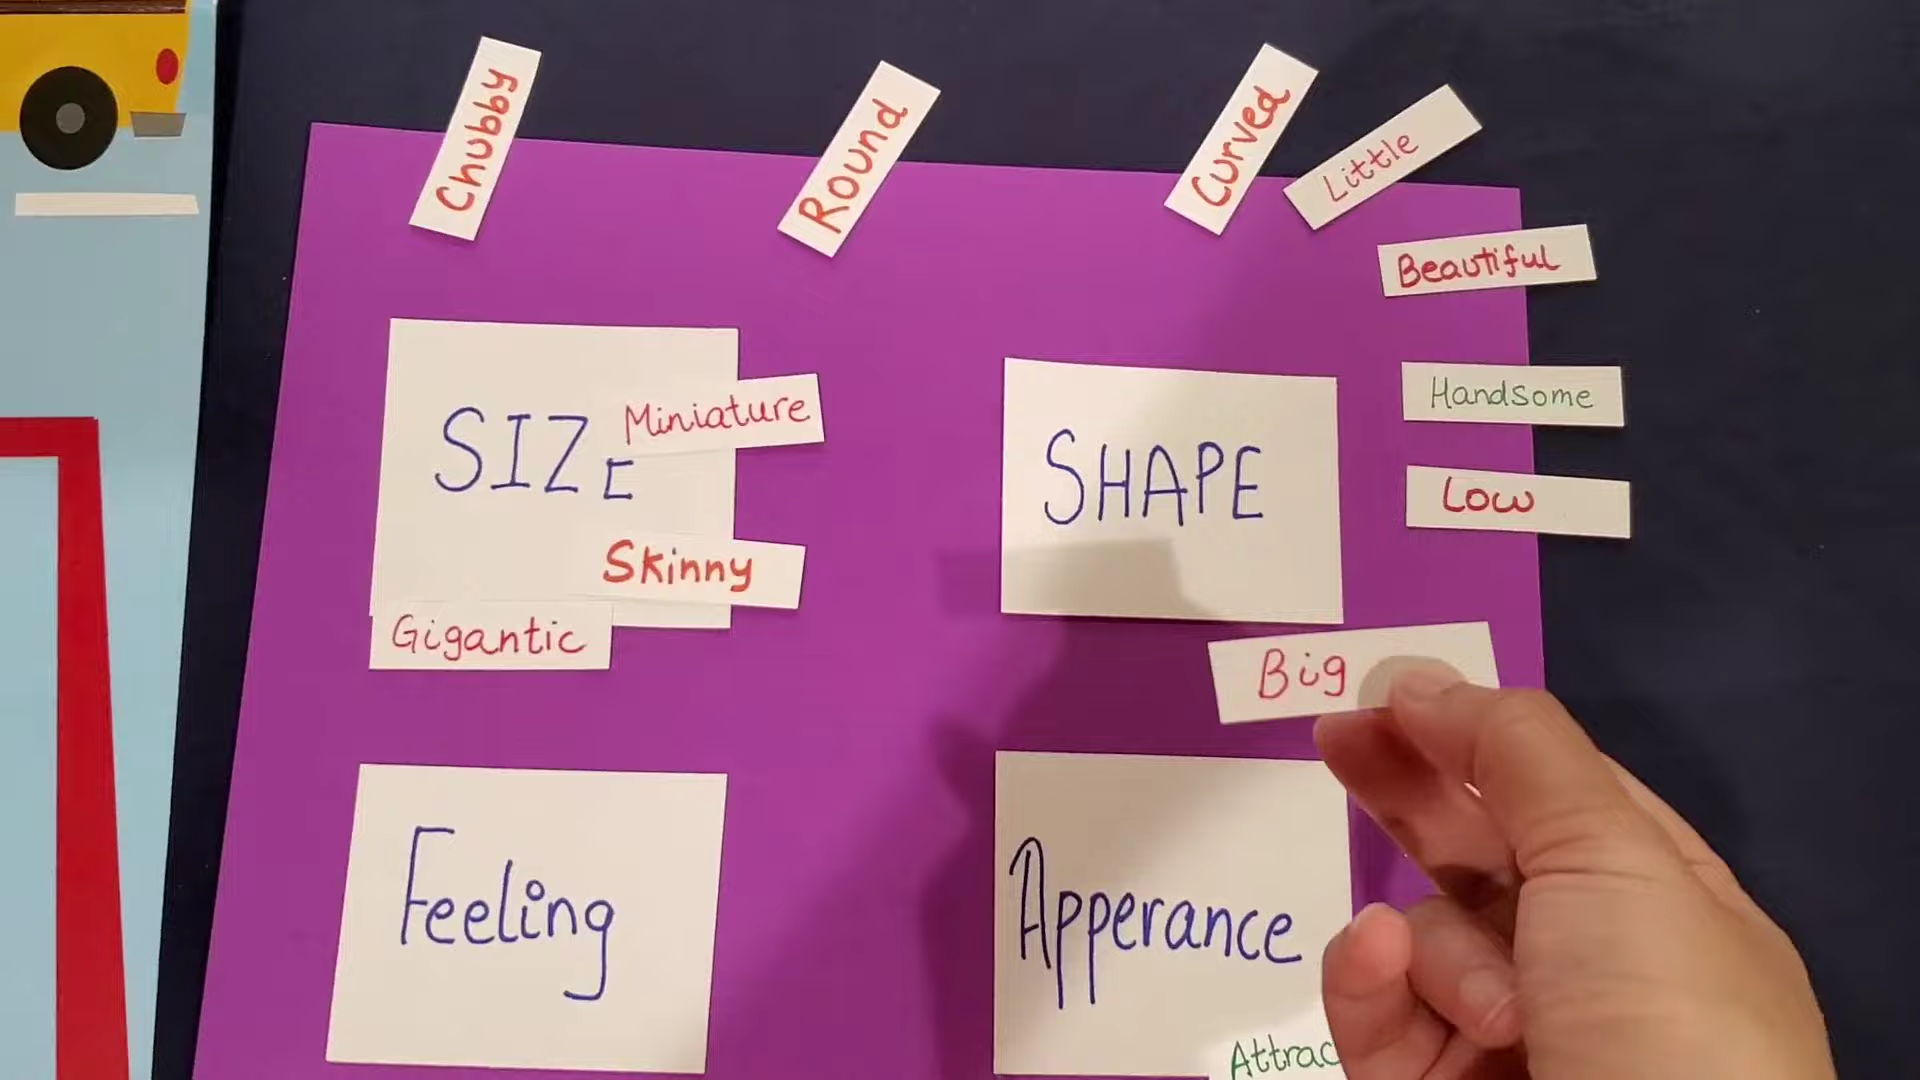 Chubby
Round
Curved
Little
Beautiful
Handsome
Low
SIZE
Miniature
Skinny
Gigantic
SHAPE
Big
Feeling
Apperance